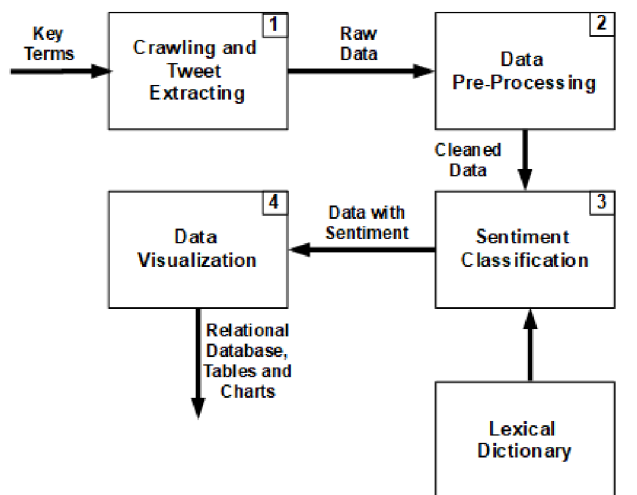 Key
Terms
1
Crawling and
Tweet
Extracting
Raw
Data
2
Data
Pre-Processing
Cleaned
Data
3
Sentiment
Classification
Data with
Sentiment
4
Data
Visualization
Relational
Database,
Tables and
Charts
Lexical
Dictionary